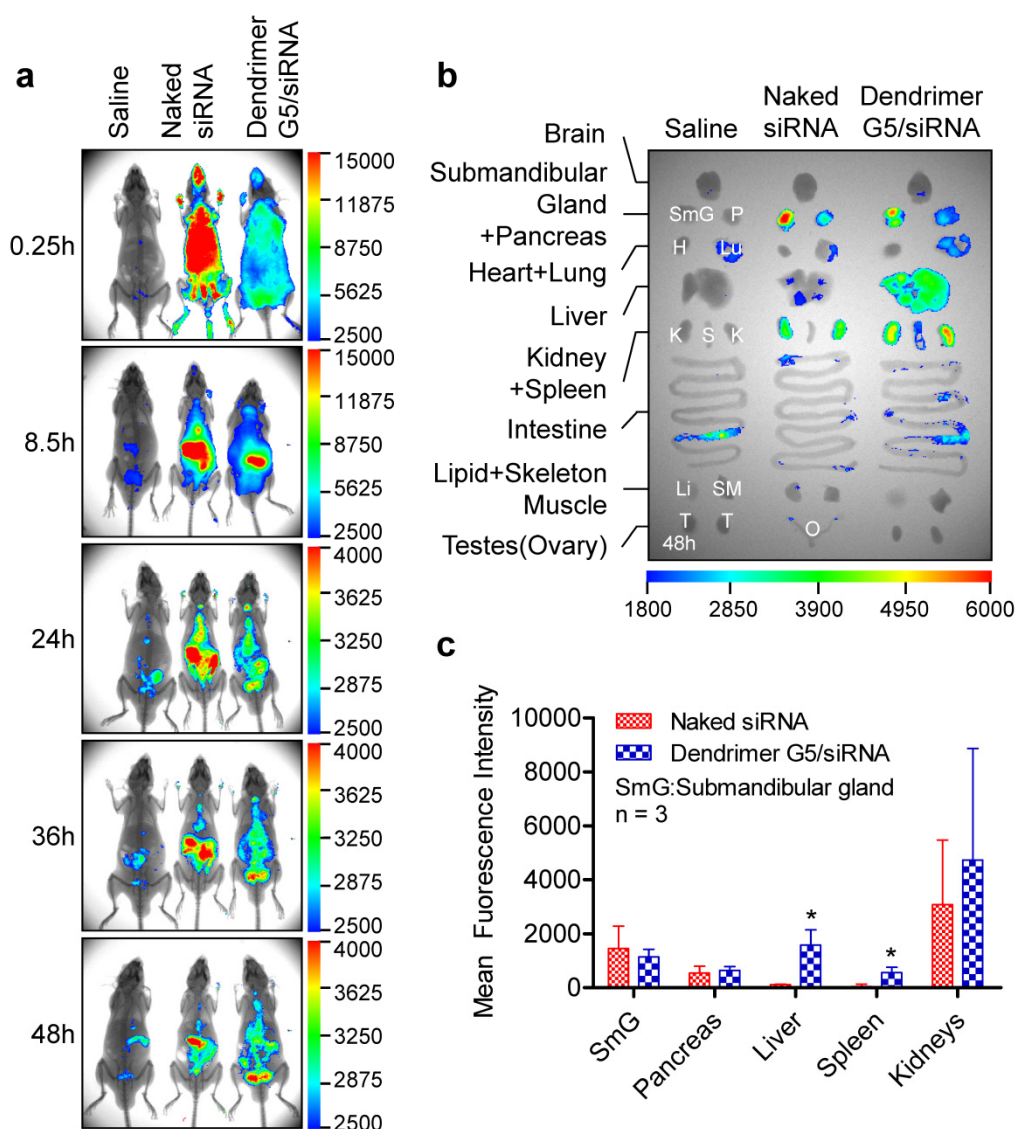 a
Saline
Naked
siRNA
Dendrimer
G5/siRNA
0.25h
15000
11875
8750
5625
2500
8.5h
15000
11875
8750
5625
2500
24h
4000
3625
3250
2875
2500
36h
4000
3625
3250
2875
2500
48h
4000
3625
3250
2875
2500
b
Saline
Naked
siRNA
Dendrimer
G5/siRNA
Brain
Submandibular
Gland
+Pancreas
Heart+Lung
Liver
Kidney
+Spleen
Intestine
Lipid+Skeleton
Muscle
Testes(Ovary)
SmG P
H Lu
K S K
Li SM
T T O
48h
1800 2850 3900 4950 6000
c
Mean Fuorescence Intensity
10000
8000
6000
4000
2000
0
Naked siRNA
Dendrimer G5/siRNA
SmG:Submandibular gland
n = 3
* *
SmG
Pancreas
Liver
Spleen
Kidneys